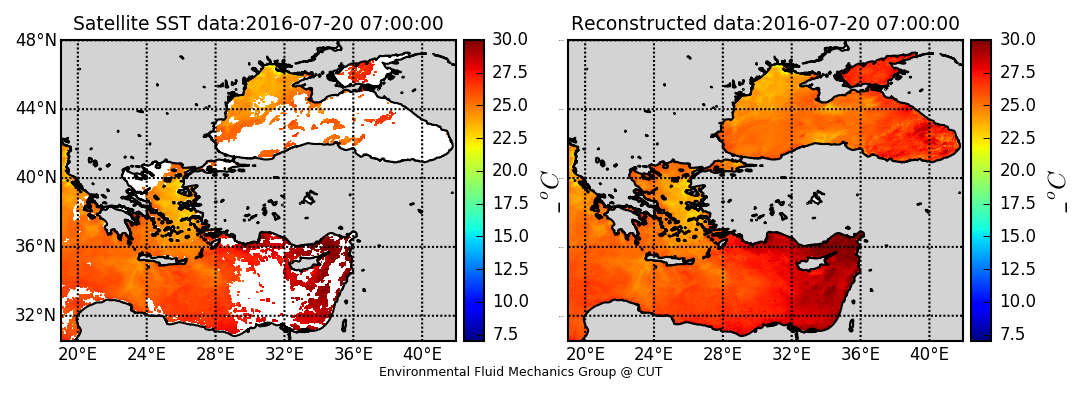 Satellite SST data:2016-07-20 07:00:00
48°N
44°N
40°N
36°N
32°N
20°E 24°E 28°E 32°E 36°E 40°E
30.0
27.5
25.0
22.5
20.0
17.5
15.0
12.5
10.0
7.5
_°C
Reconstructed data:2016-07-20 07:00:00
20°E 24°E 28°E 32°E 36°E 40°E
30.0
27.5
25.0
22.5
20.0
17.5
15.0
12.5
10.0
7.5
_°C
Environmental Fluid Mechanics Group @ CUT